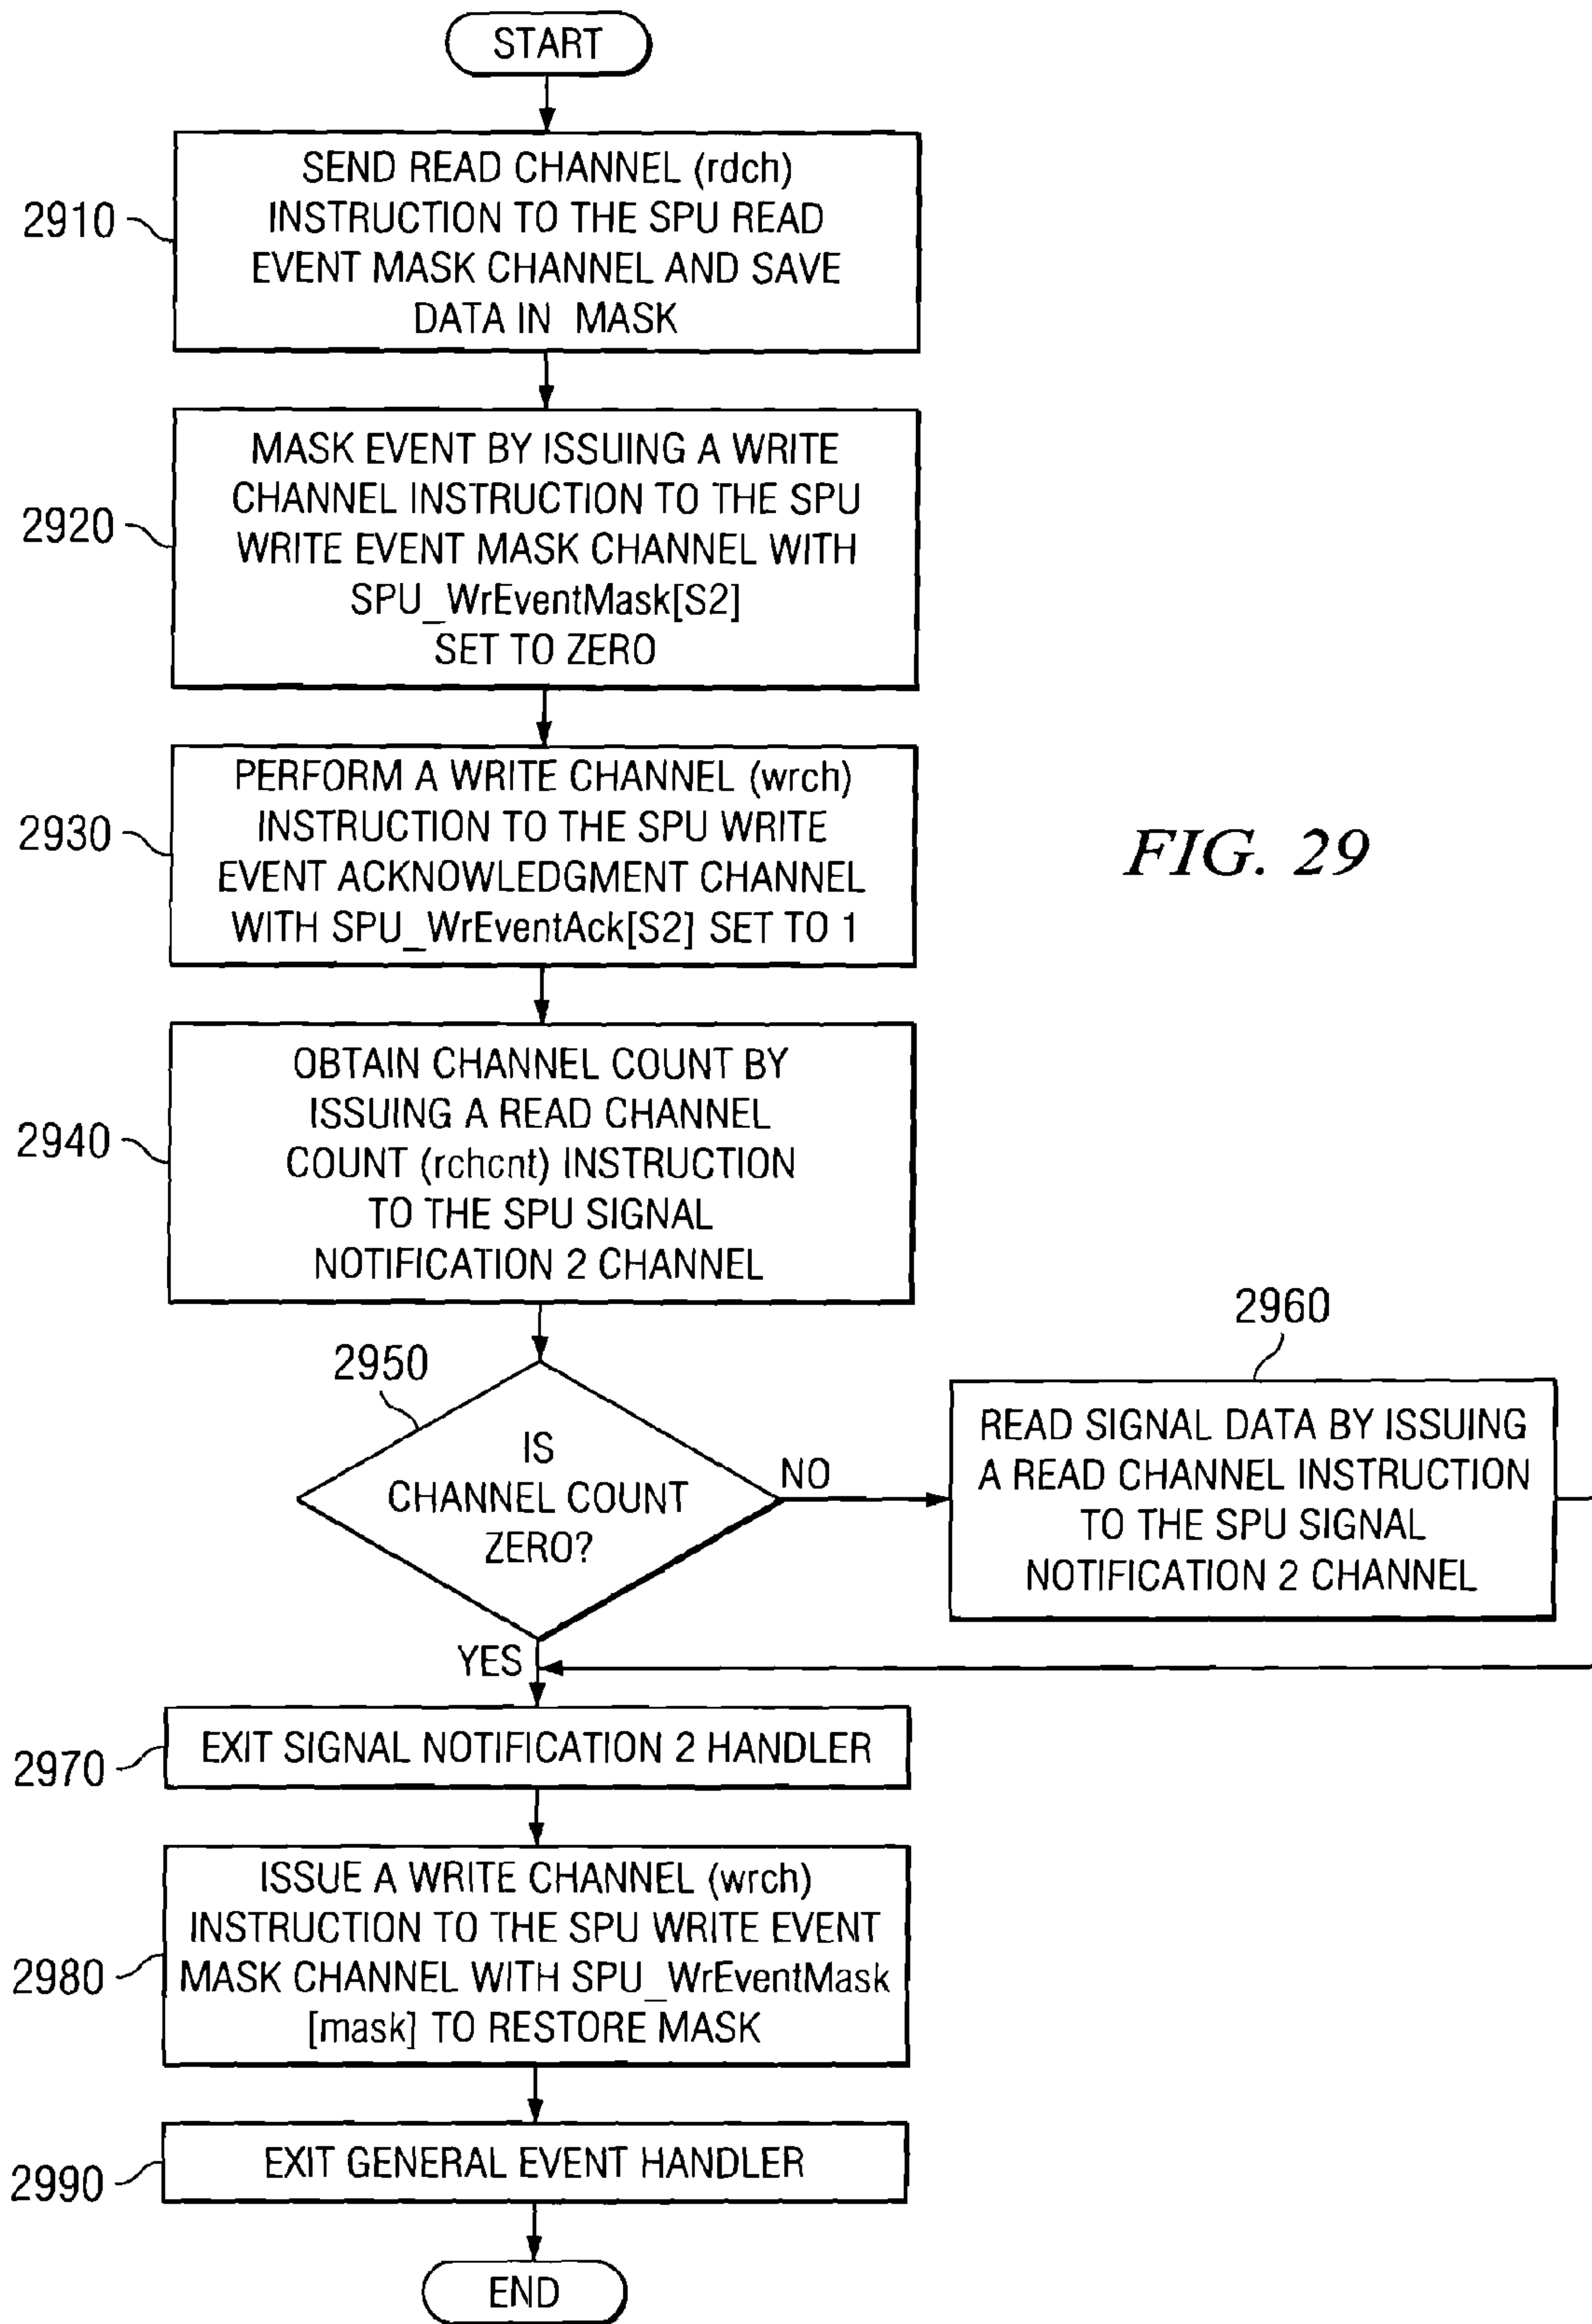 START
2910
SEND READ CHANNEL (rdch)
INSTRUCTION TO THE SPU READ
EVENT MASK CHANNEL AND SAVE
DATA IN MASK
2920
MASK EVENT BY ISSUING A WRITE
CHANNEL INSTRUCTION TO THE SPU
WRITE EVENT MASK CHANNEL WITH
SPU_WrEventMask[S2]
SET TO ZERO
2930
PERFORM A WRITE CHANNEL (wrch)
INSTRUCTION TO THE SPU WRITE
EVENT ACKNOWLEDGMENT CHANNEL
WITH SPU_WrEventAck[S2] SET TO 1
FIG. 29
2940
OBTAIN CHANNEL COUNT BY
ISSUING A READ CHANNEL
COUNT (rchcnt) INSTRUCTION
TO THE SPU SIGNAL
NOTIFICATION 2 CHANNEL
2950
IS
CHANNEL COUNT
ZERO?
NO
2960
READ SIGNAL DATA BY ISSUING
A READ CHANNEL INSTRUCTION
TO THE SPU SIGNAL
NOTIFICATION 2 CHANNEL
YES
2970
EXIT SIGNAL NOTIFICATION 2 HANDLER
2980
ISSUE A WRITE CHANNEL (wrch)
INSTRUCTION TO THE SPU WRITE EVENT
MASK CHANNEL WITH SPU_WrEventMask
[mask] TO RESTORE MASK
2990
EXIT GENERAL EVENT HANDLER
END